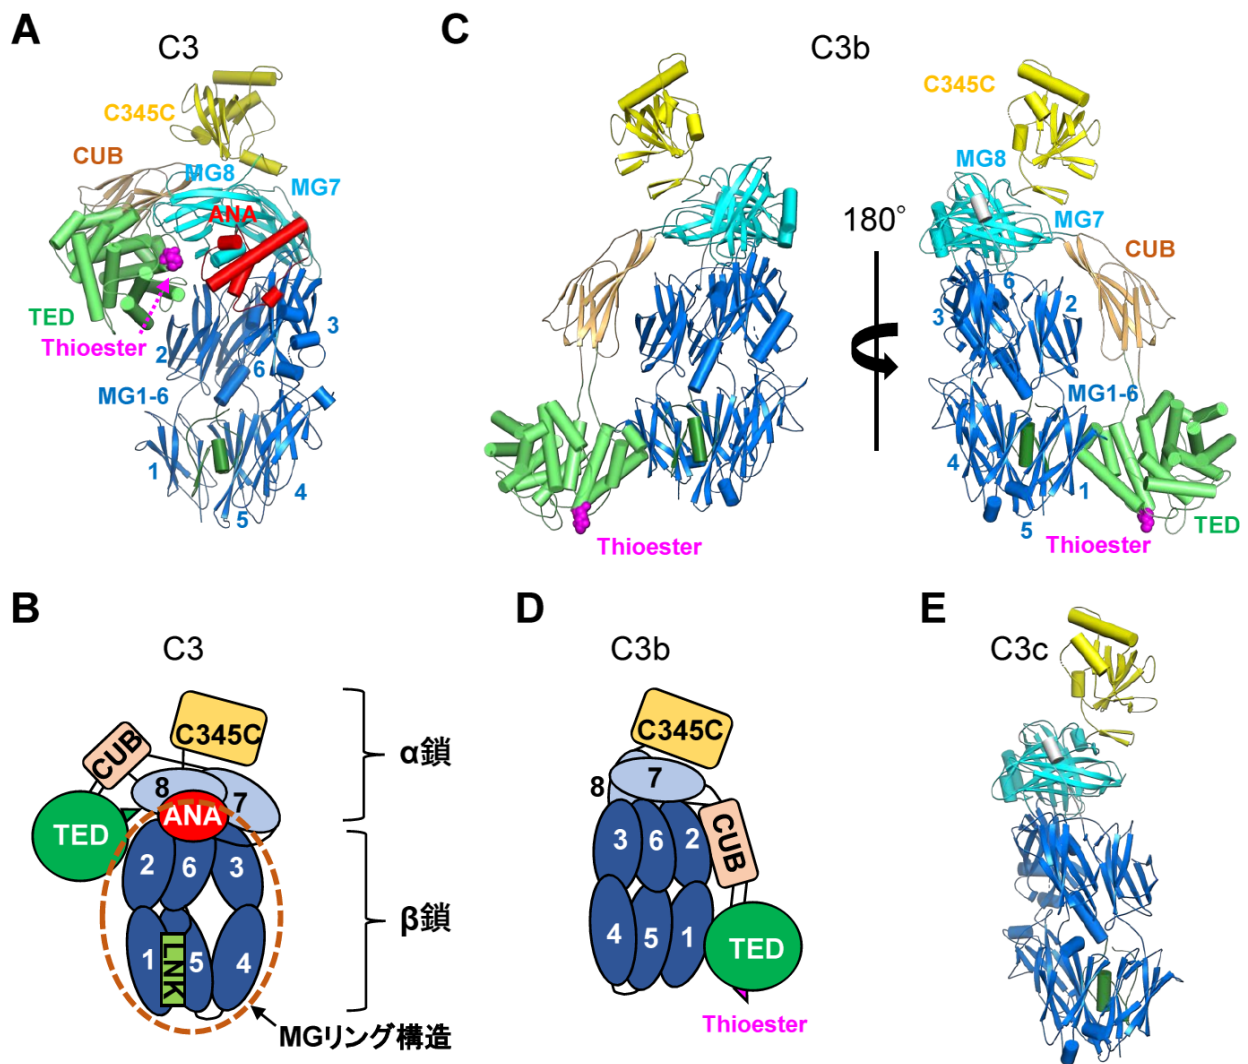 A
C3
C345C
CUB
MG8
MG7
ANA
TED
Thioester
2
3
6
MG1-6
1
4
5
C
C3b
C345C
MG8
MG7
180°
CUB
6
3
2
MG1-6
4
1
5
Thioester
Thioester
TED
B
C3
C345C
CUB
8
7
ANA
TED
2
6
3
1
LNK
5
4
α鎖
β鎖
MGリング構造
D
C3b
C345C
8
7
3
6
2
CUB
4
5
1
TED
Thioester
E
C3c